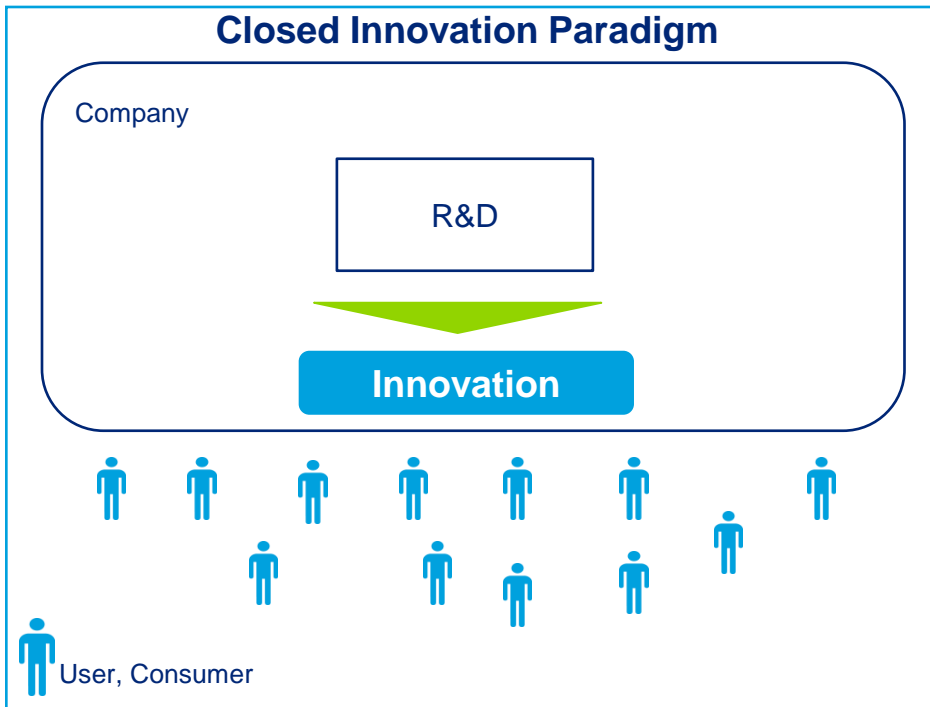 Closed Innovation Paradigm
Company
R&D
Innovation
User, Consumer